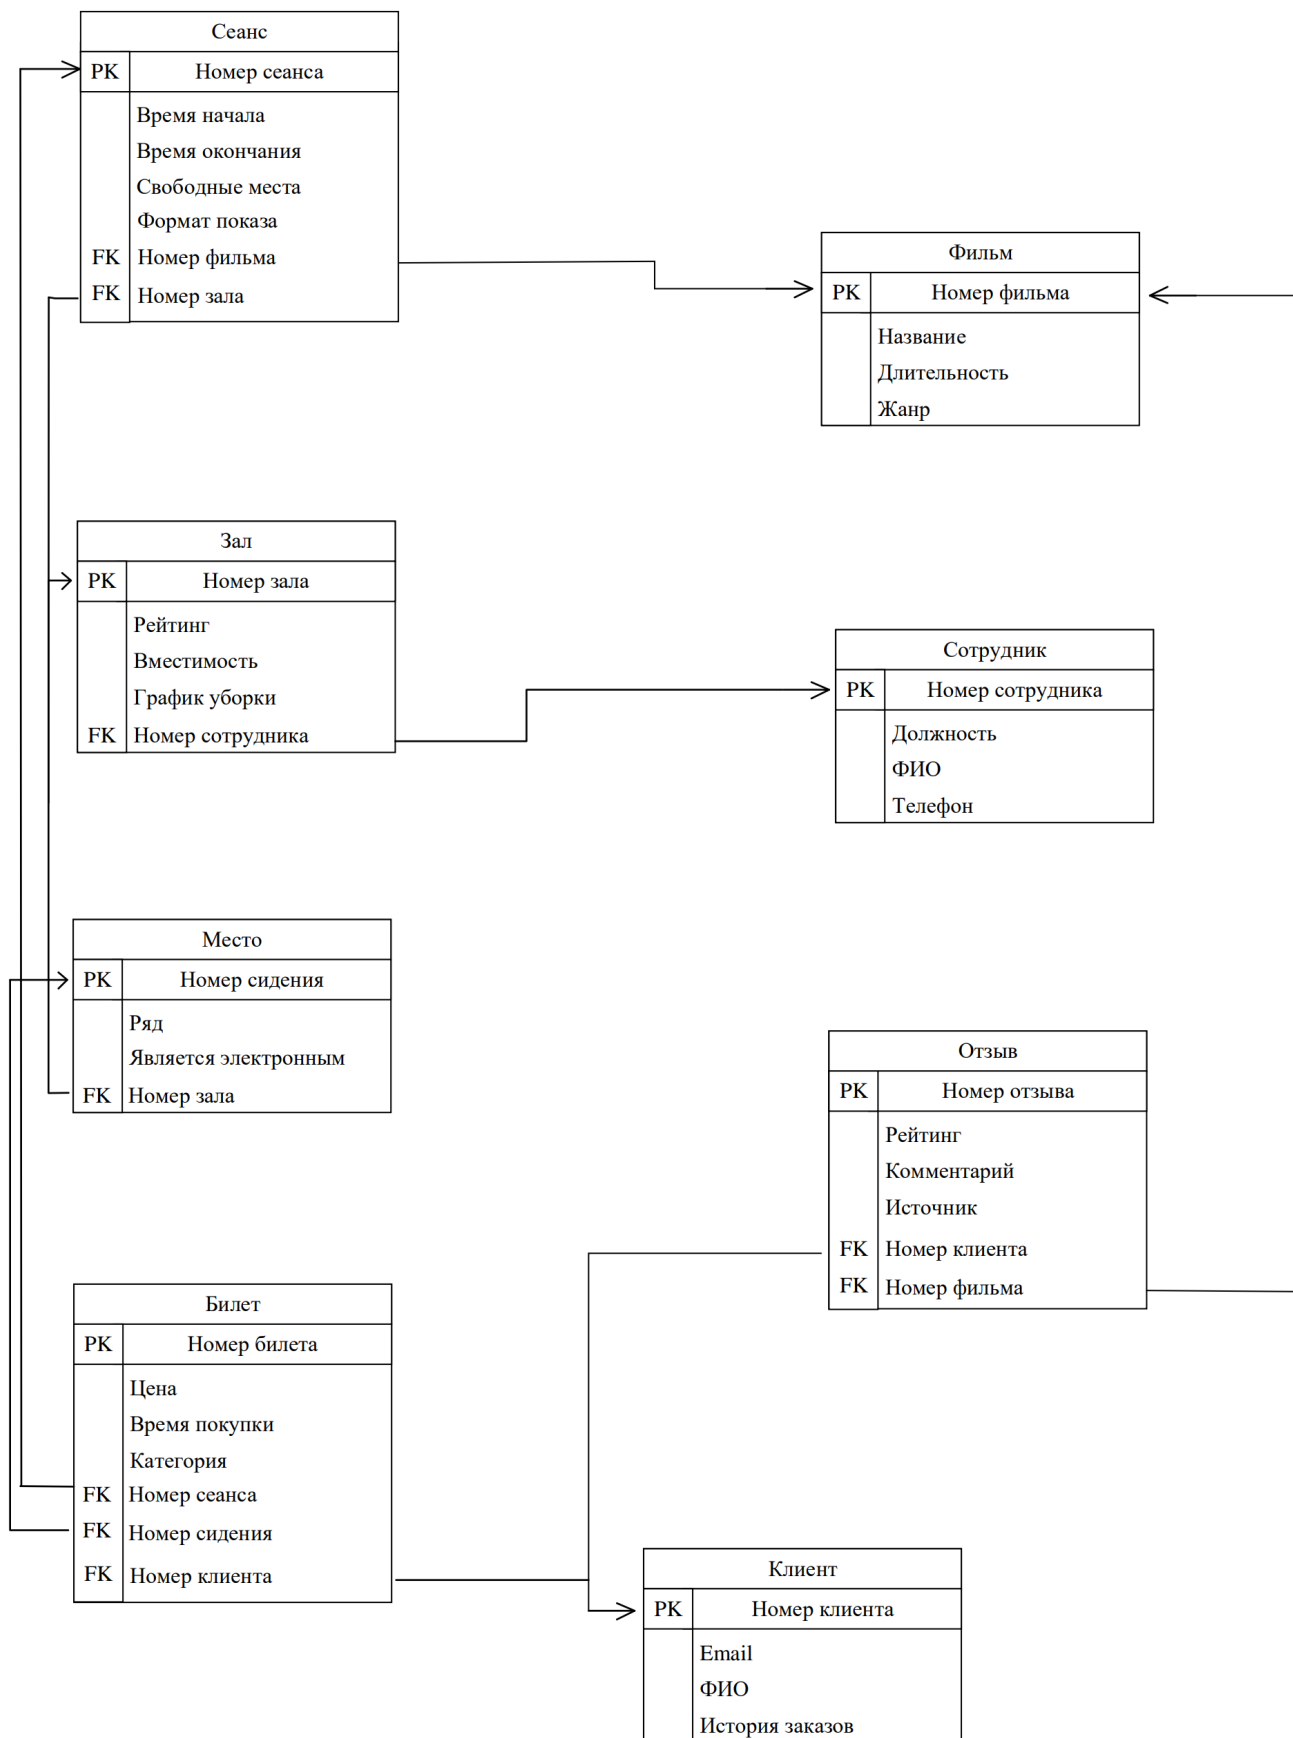 Сеанс
PK Номер сеанса
Время начала
Время окончания
Свободные места
Формат показа
FK Номер фильма
FK Номер зала
Фильм
PK Номер фильма
Название
Длительность
Жанр
Зал
PK Номер зала
Рейтинг
Вместимость
График уборки
FK Номер сотрудника
Сотрудник
PK Номер сотрудника
Должность
ФИО
Телефон
Место
PK Номер сидения
Ряд
Является электронным
FK Номер зала
Отзыв
PK Номер отзыва
Рейтинг
Комментарий
Источник
FK Номер клиента
FK Номер фильма
Билет
PK Номер билета
Цена
Время покупки
Категория
FK Номер сеанса
FK Номер сидения
FK Номер клиента
Клиент
PK Номер клиента
Email
ФИО
История заказов